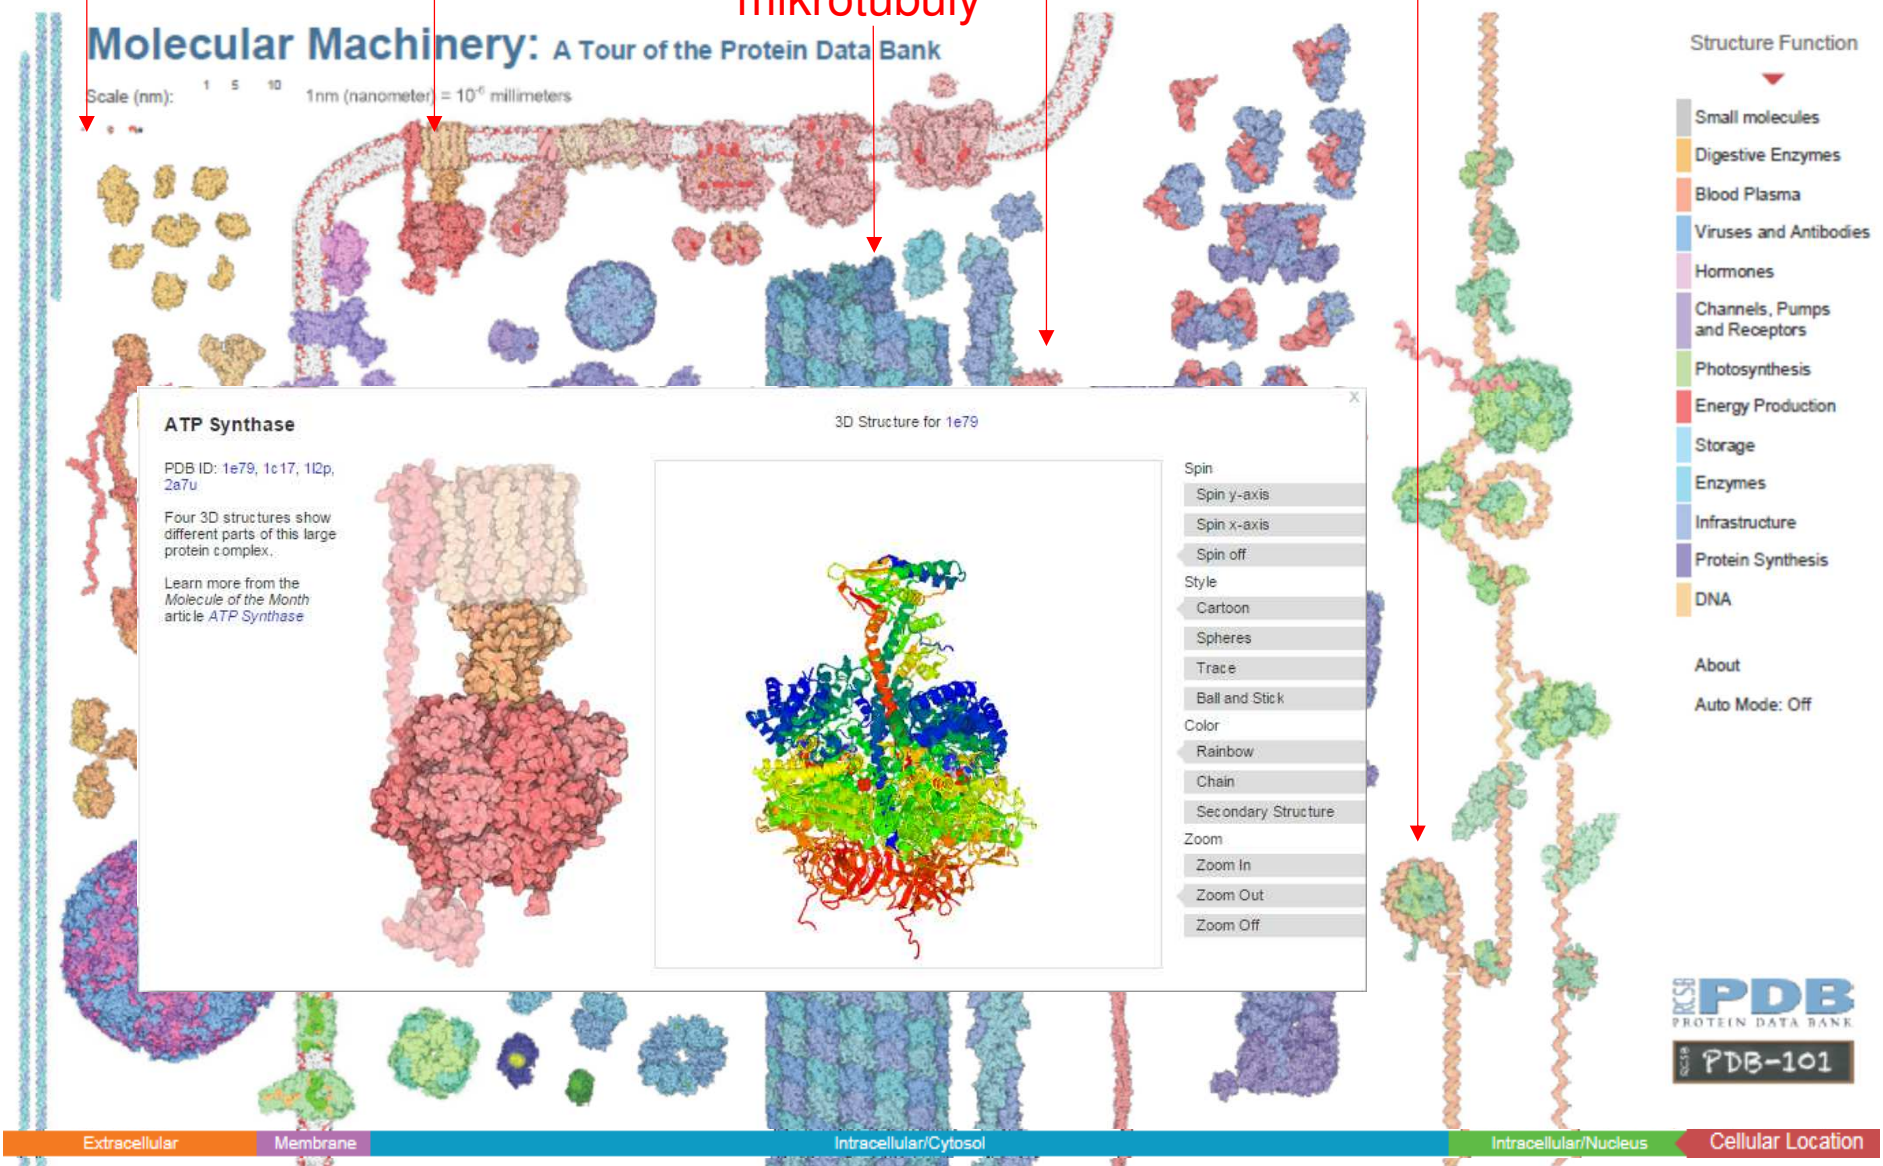 mikrotubuly
Molecular Machinery: A Tour of the Protein Data Bank
Scale (nm): 1 5 10 1nm (nanometer) = 10⁻⁶ millimeters
Structure Function
Small molecules
Digestive Enzymes
Blood Plasma
Viruses and Antibodies
Hormones
Channels, Pumps
and Receptors
Photosynthesis
Energy Production
Storage
Enzymes
Infrastructure
Protein Synthesis
DNA
About
Auto Mode: Off
X
ATP Synthase
PDB ID: 1e79, 1c17, 1l2p,
2a7u
Four 3D structures show
different parts of this large
protein complex.
Learn more from the
Molecule of the Month
article ATP Synthase
3D Structure for 1e79
Spin
Spin y-axis
Spin x-axis
Spin off
Style
Cartoon
Spheres
Trace
Ball and Stick
Color
Rainbow
Chain
Secondary Structure
Zoom
Zoom In
Zoom Out
Zoom Off
RCSB PDB
PROTEIN DATA BANK
RCSB PDB-101
Extracellular
Membrane
Intracellular/Cytosol
Intracellular/Nucleus
Cellular Location